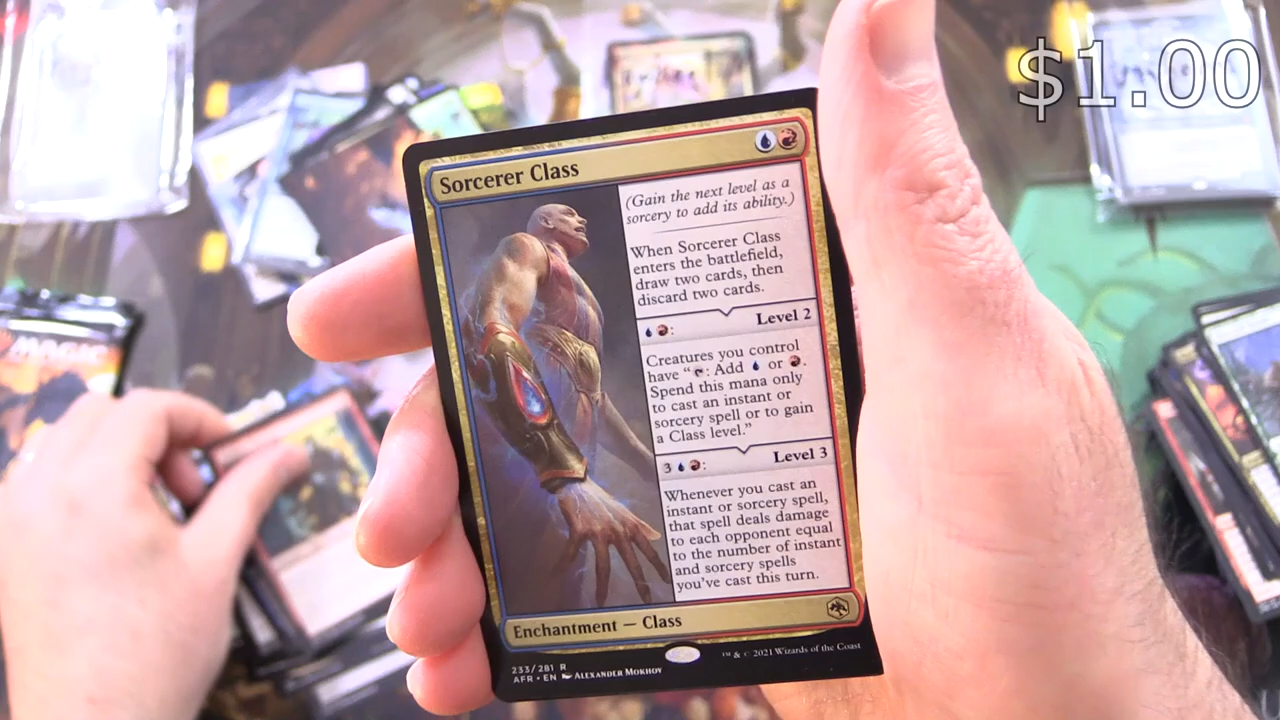 $1.00
Sorcerer Class
(Gain the next level as a
sorcery to add its ability.)
When Sorcerer Class
enters the battlefield,
draw two cards, then
discard two cards.
: Level 2
Creatures you control
have “ : Add or .
Spend this mana only
to cast an instant or
sorcery spell or to gain
a Class level.”
3 : Level 3
Whenever you cast an
instant or sorcery spell,
that spell deals damage
to each opponent equal
to the number of instant
and sorcery spells
you've cast this turn.
Enchantment — Class
233/281 R
AFR • EN Alexander Mokhov
™ & © 2021 Wizards of the Coast
MAGIC